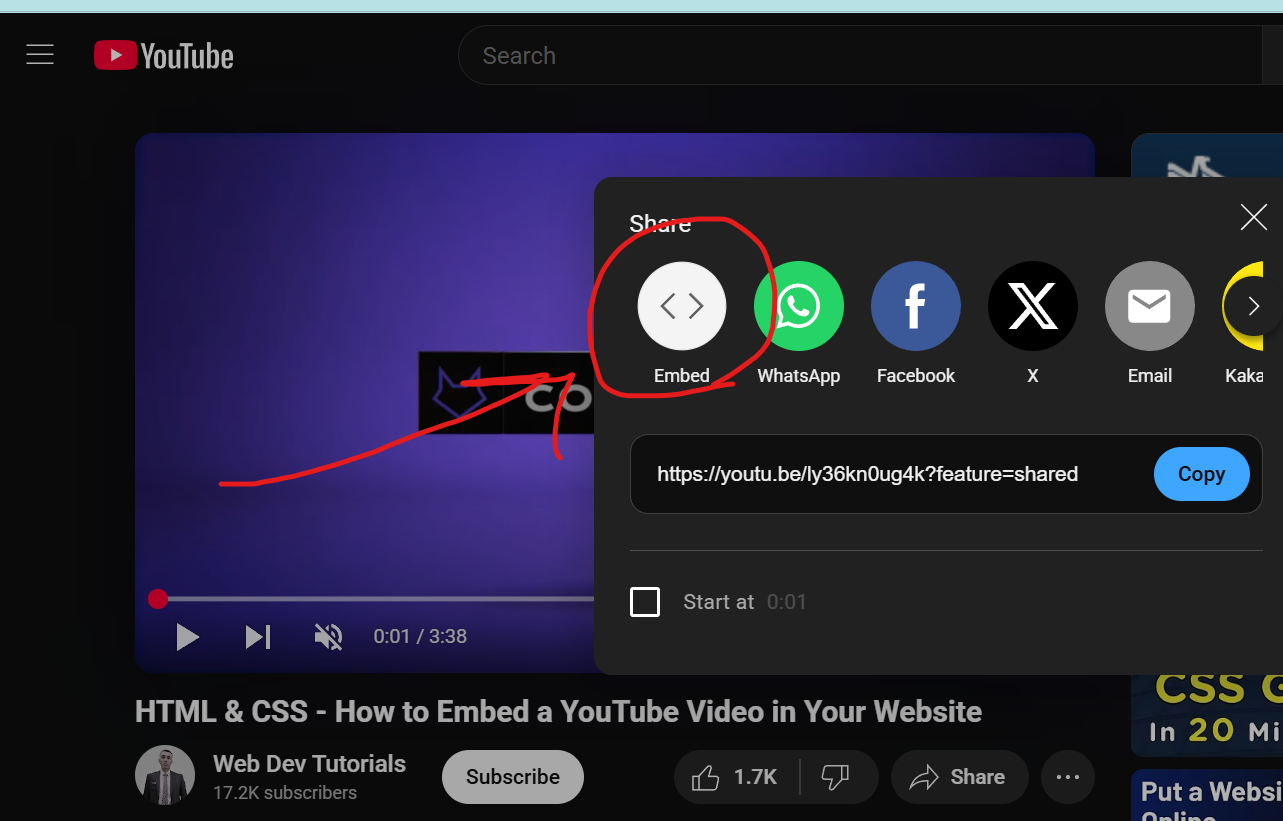 YouTube
Search
Share
Embed
WhatsApp
Facebook
X
Email
Kaka
https://youtu.be/ly36kn0ug4k?feature=shared
Copy
Start at 0:01
CO
0:01 / 3:38
HTML & CSS - How to Embed a YouTube Video in Your Website
Web Dev Tutorials
17.2K subscribers
Subscribe
1.7K
Share
CSS G
In 20 Mi
Put a Websi
Online